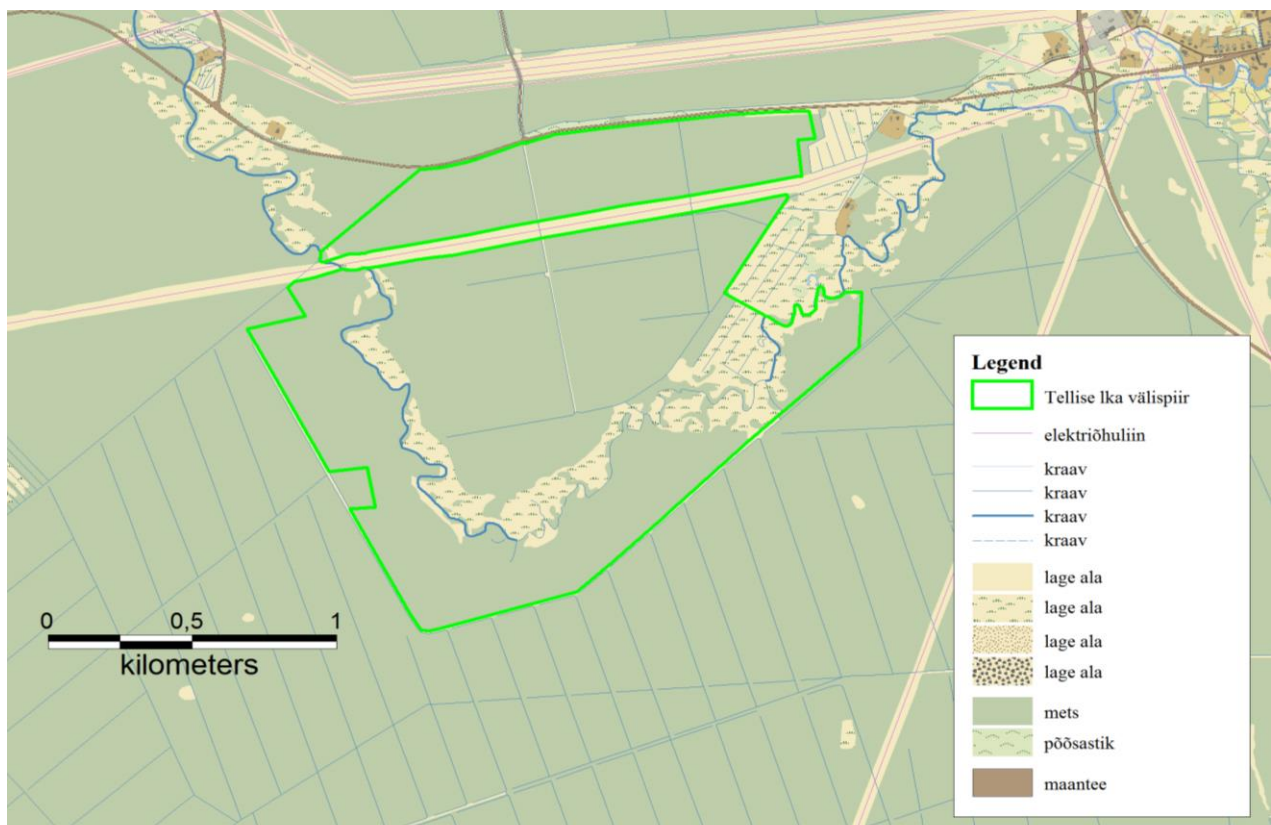 Legend
Tellise lka välispiir
elektriõhuliin
kraav
kraav
kraav
kraav
lage ala
lage ala
lage ala
lage ala
mets
põõsastik
maantee
0 0,5 1
kilometers